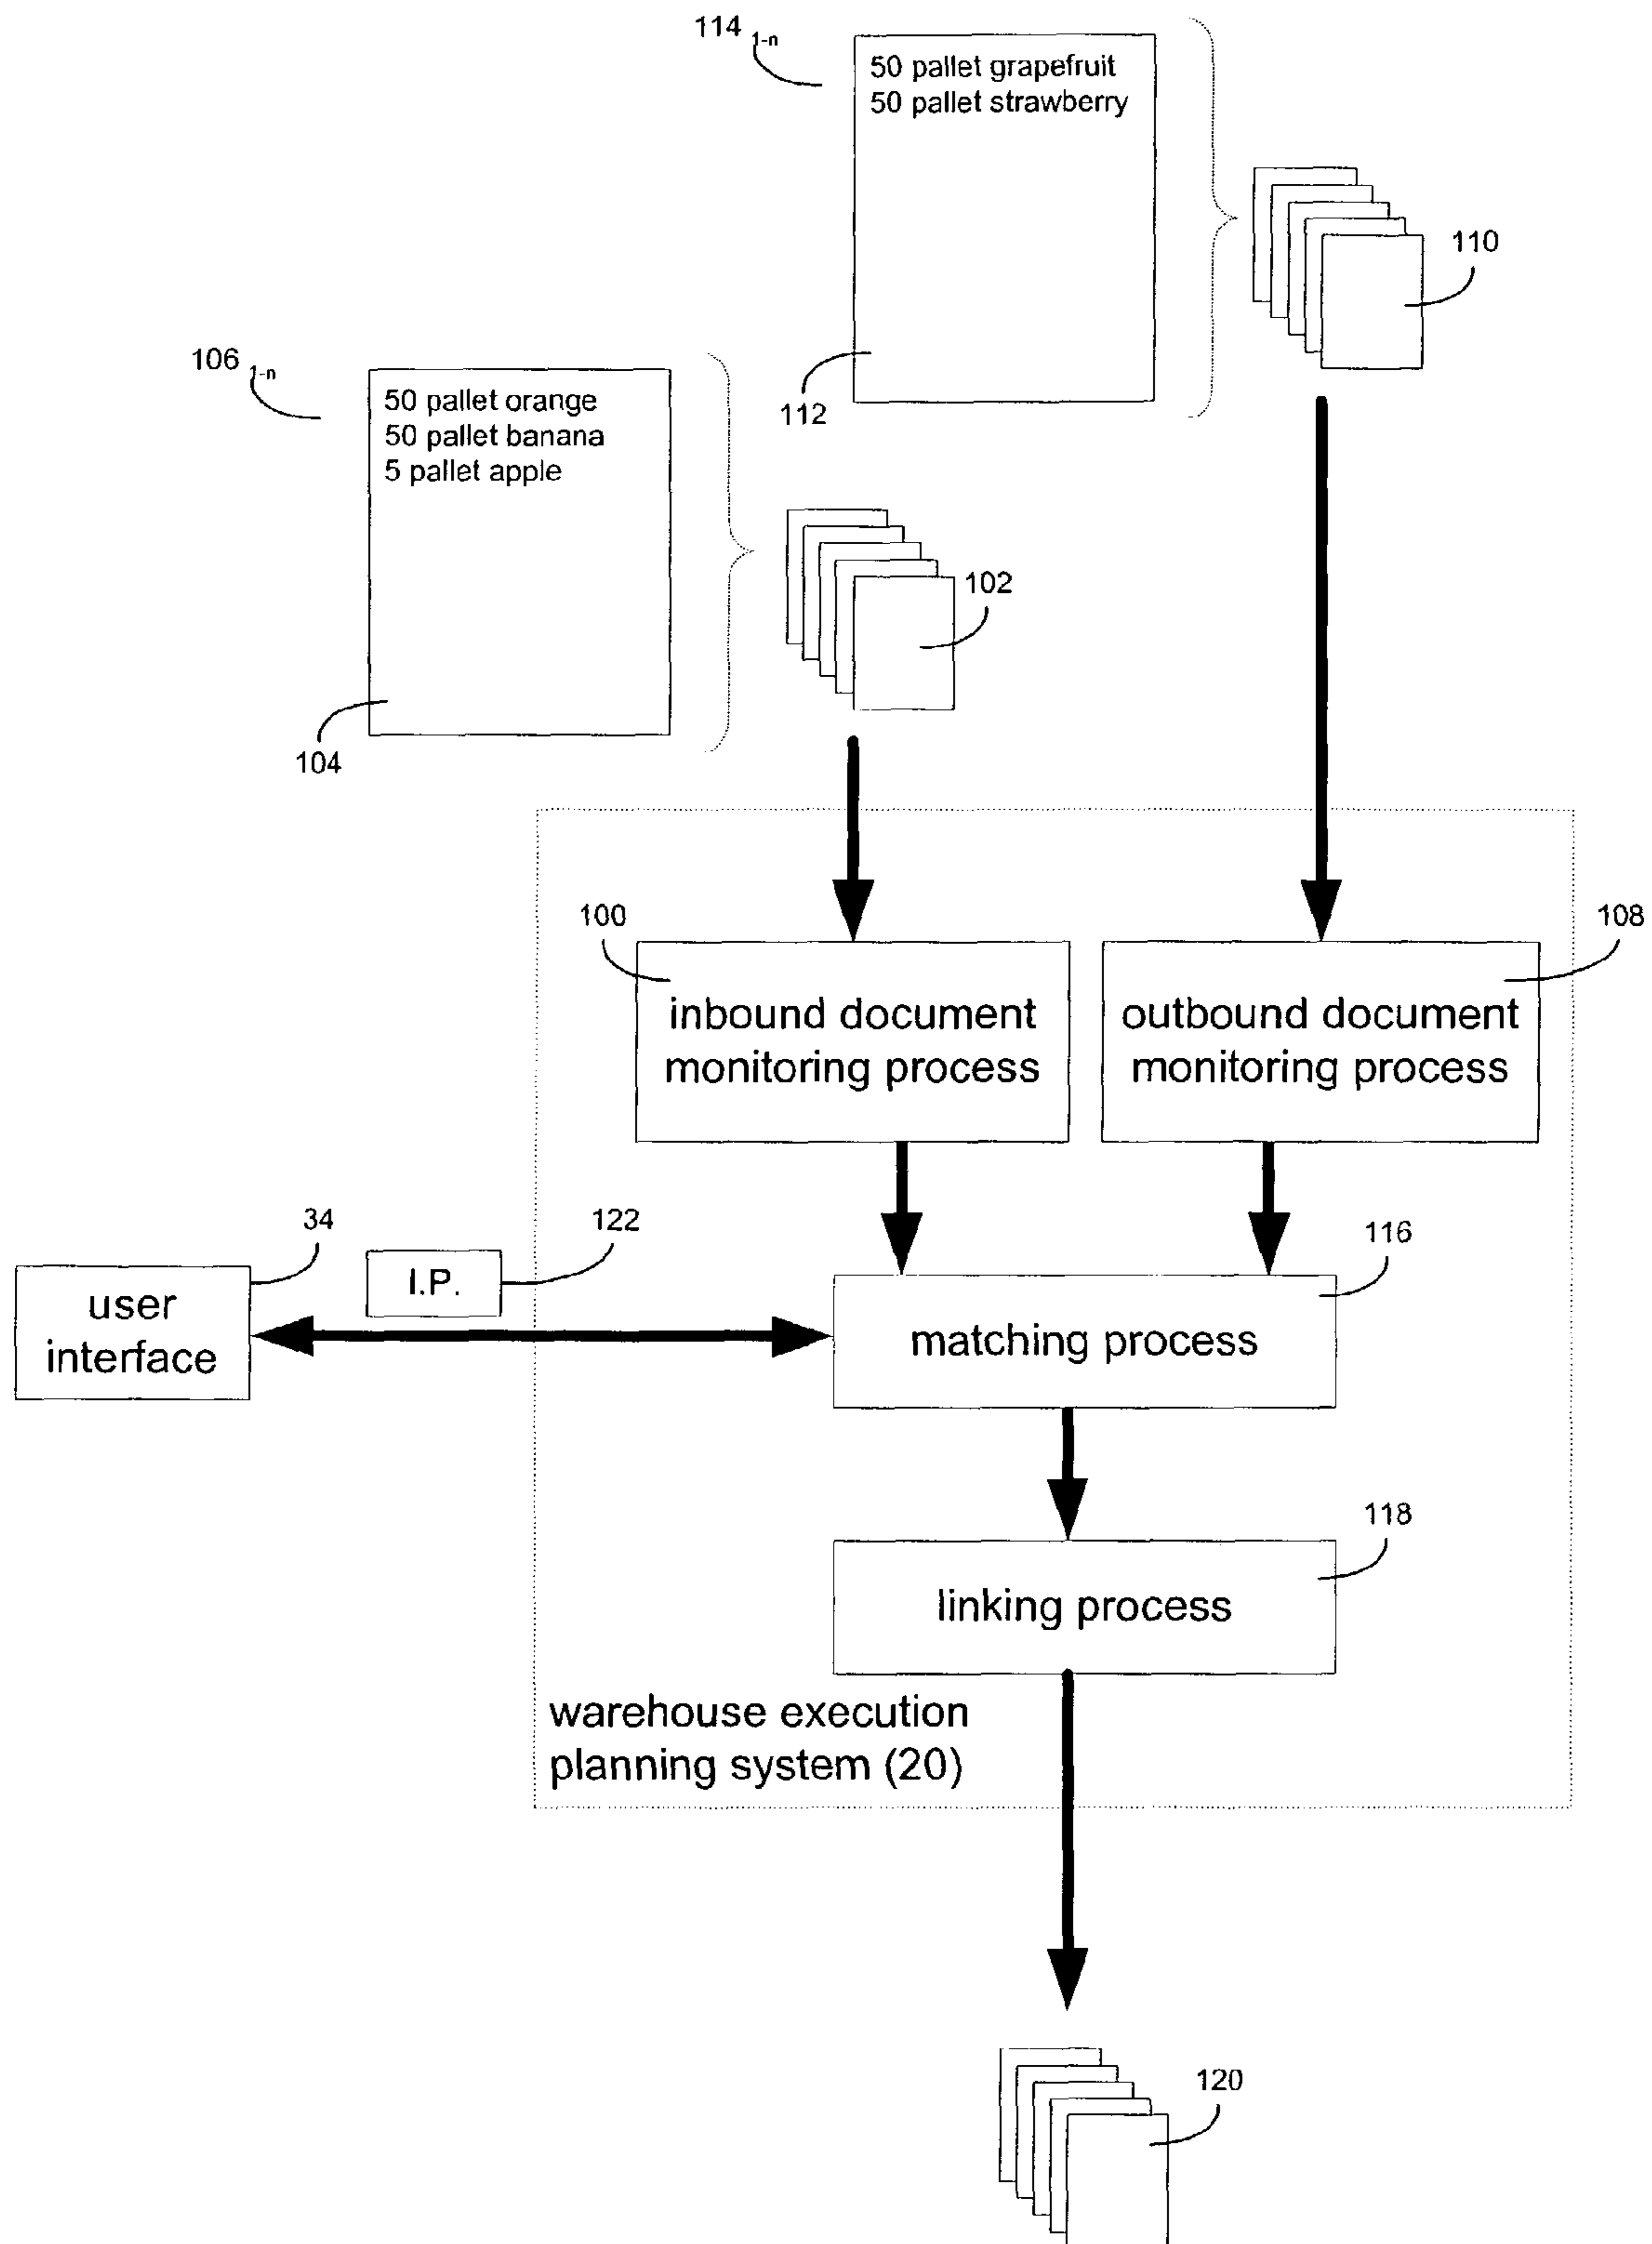 114 1-n
50 pallet grapefruit
50 pallet strawberry
110
112
106 1-n
50 pallet orange
50 pallet banana
5 pallet apple
102
104
100
108
inbound document
monitoring process
outbound document
monitoring process
34
122
116
I.P.
user
interface
matching process
118
linking process
warehouse execution
planning system (20)
120